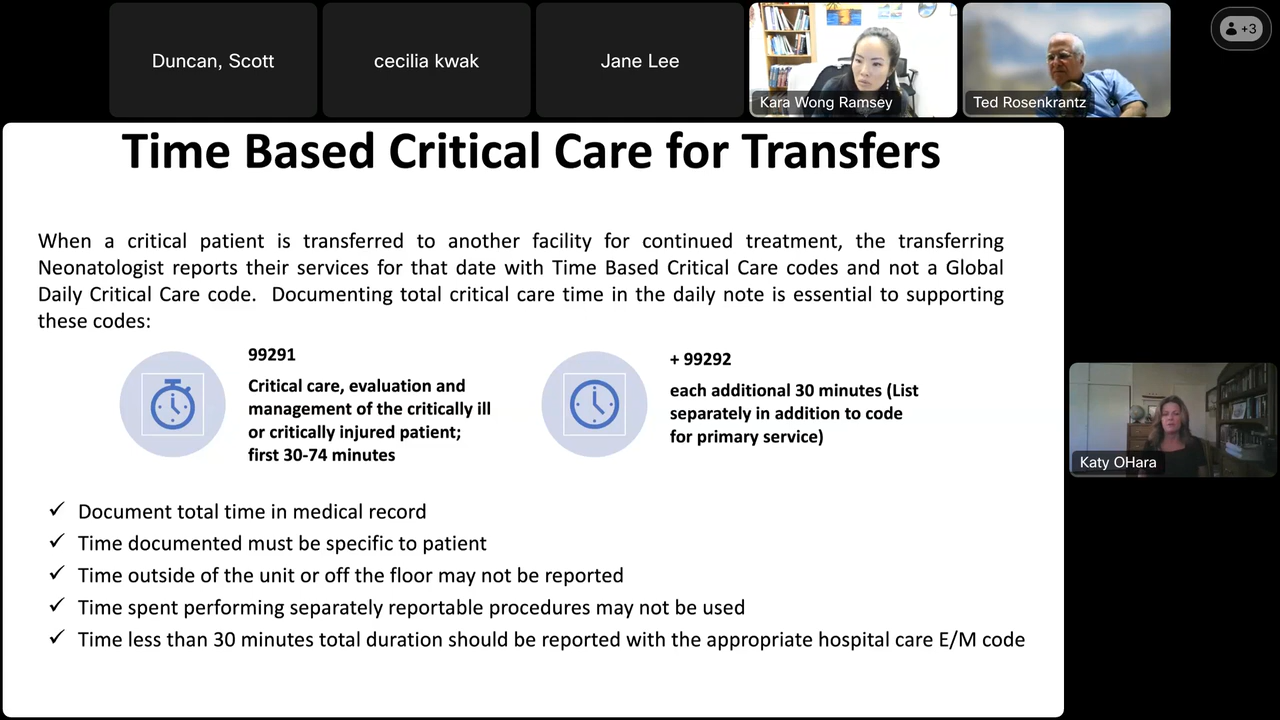 Duncan, Scott
cecilia kwak
Jane Lee
Kara Wong Ramsey
Ted Rosenkrantz
+3
Time Based Critical Care for Transfers
When a critical patient is transferred to another facility for continued treatment, the transferring
Neonatologist reports their services for that date with Time Based Critical Care codes and not a Global
Daily Critical Care code. Documenting total critical care time in the daily note is essential to supporting
these codes:
99291
Critical care, evaluation and
management of the critically ill
or critically injured patient;
first 30-74 minutes
+ 99292
each additional 30 minutes (List
separately in addition to code
for primary service)
Katy OHara
✓ Document total time in medical record
✓ Time documented must be specific to patient
✓ Time outside of the unit or off the floor may not be reported
✓ Time spent performing separately reportable procedures may not be used
✓ Time less than 30 minutes total duration should be reported with the appropriate hospital care E/M code